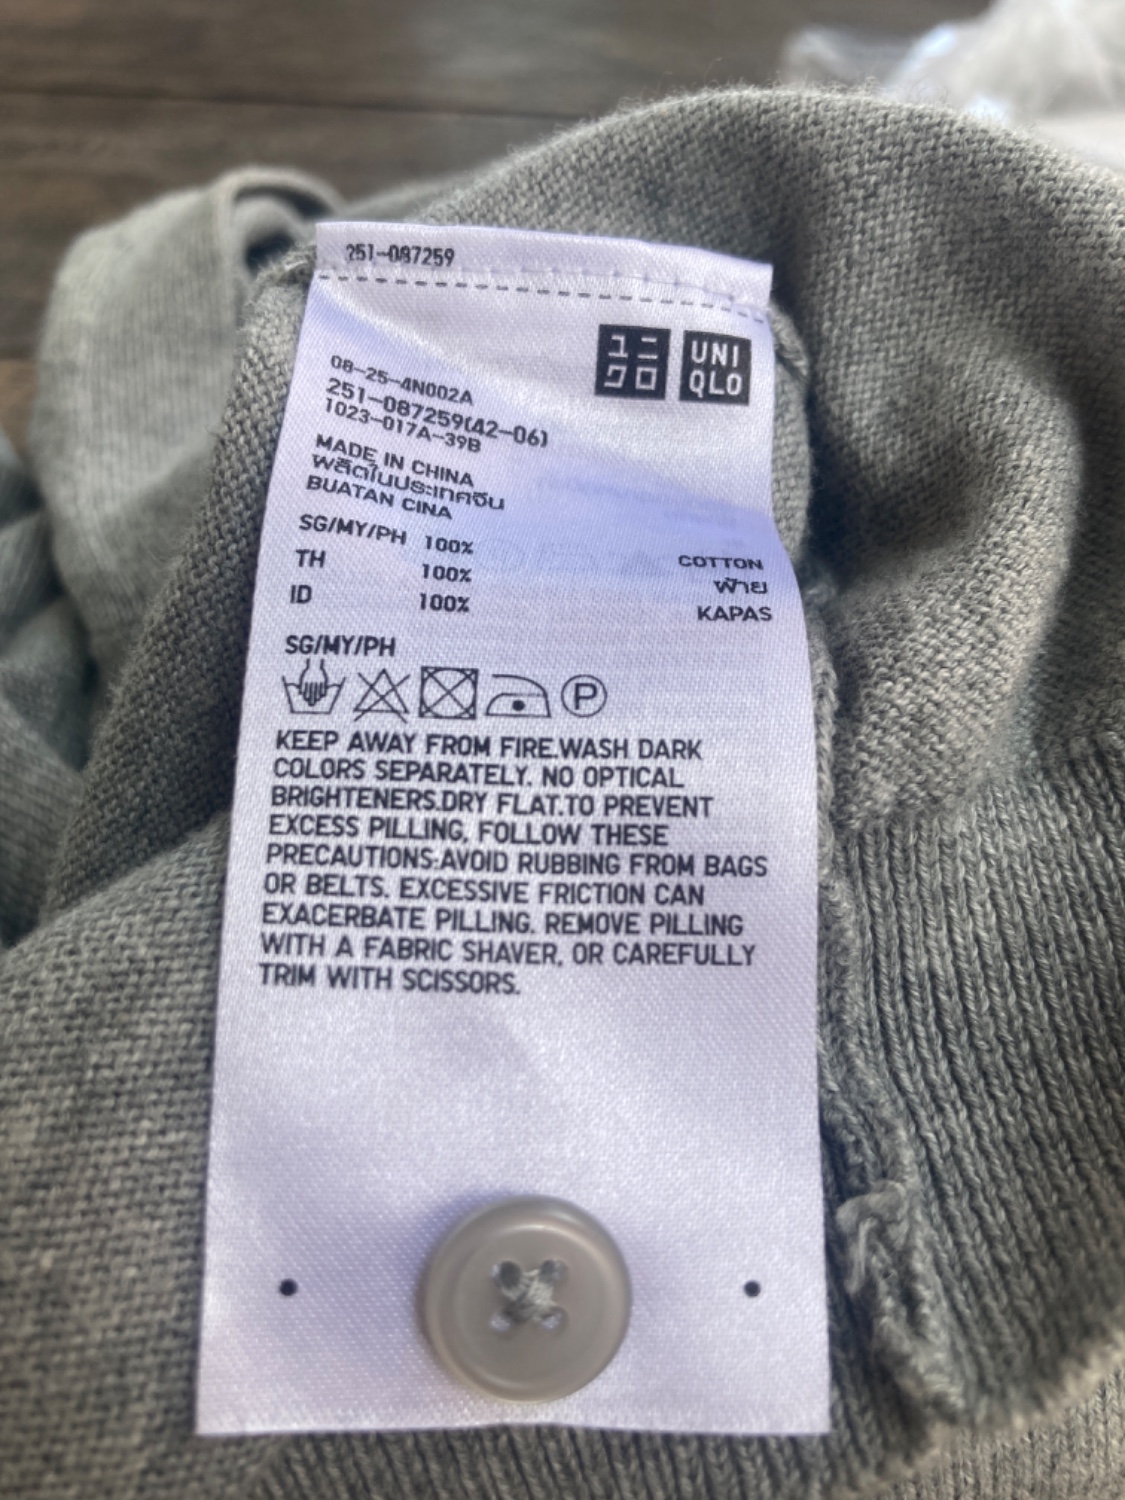 251-087259
ユニ
クロ
UNI
QLO
08-25-4N002A
251-087259(42-06)
1023-017A-39B
MADE IN CHINA
ผลิตในประเทศจีน
BUATAN CINA
SG/MY/PH 100% COTTON
TH 100% ฝ้าย
ID 100% KAPAS
SG/MY/PH
P
KEEP AWAY FROM FIRE.WASH DARK
COLORS SEPARATELY. NO OPTICAL
BRIGHTENERS.DRY FLAT.TO PREVENT
EXCESS PILLING, FOLLOW THESE
PRECAUTIONS:AVOID RUBBING FROM BAGS
OR BELTS. EXCESSIVE FRICTION CAN
EXACERBATE PILLING. REMOVE PILLING
WITH A FABRIC SHAVER, OR CAREFULLY
TRIM WITH SCISSORS.